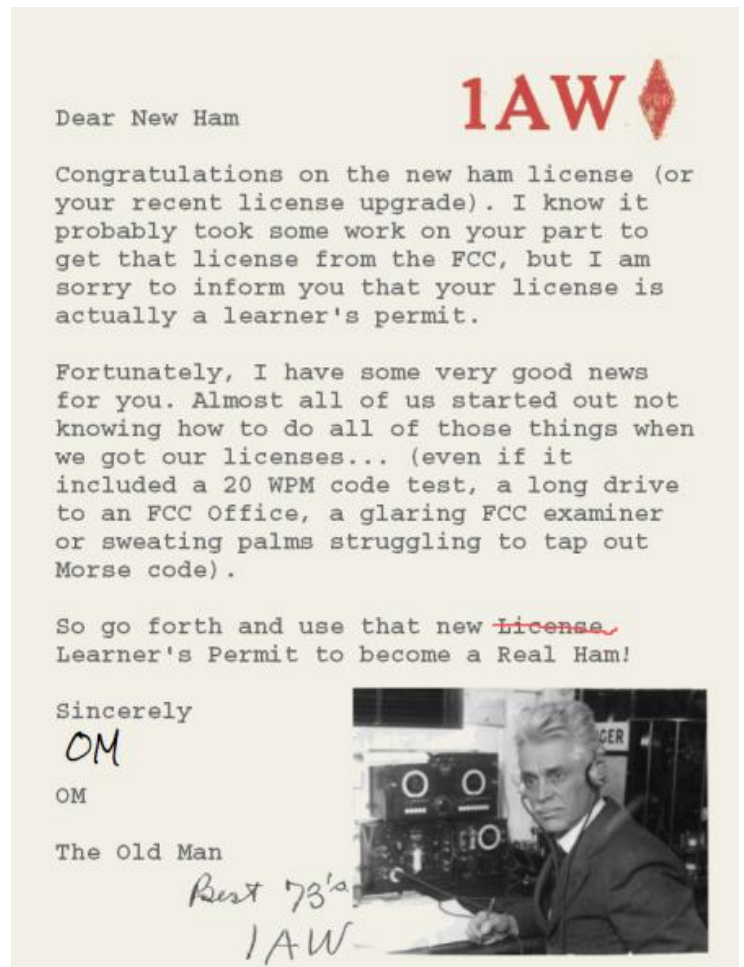 1AW
Dear New Ham
Congratulations on the new ham license (or
your recent license upgrade). I know it
probably took some work on your part to
get that license from the FCC, but I am
sorry to inform you that your license is
actually a learner's permit.
Fortunately, I have some very good news
for you. Almost all of us started out not
knowing how to do all of those things when
we got our licenses... (even if it
included a 20 WPM code test, a long drive
to an FCC Office, a glaring FCC examiner
or sweating palms struggling to tap out
Morse code).
So go forth and use that new License
Learner's Permit to become a Real Ham!
Sincerely
OM
OM
The Old Man
Best 73's
1AW
GER